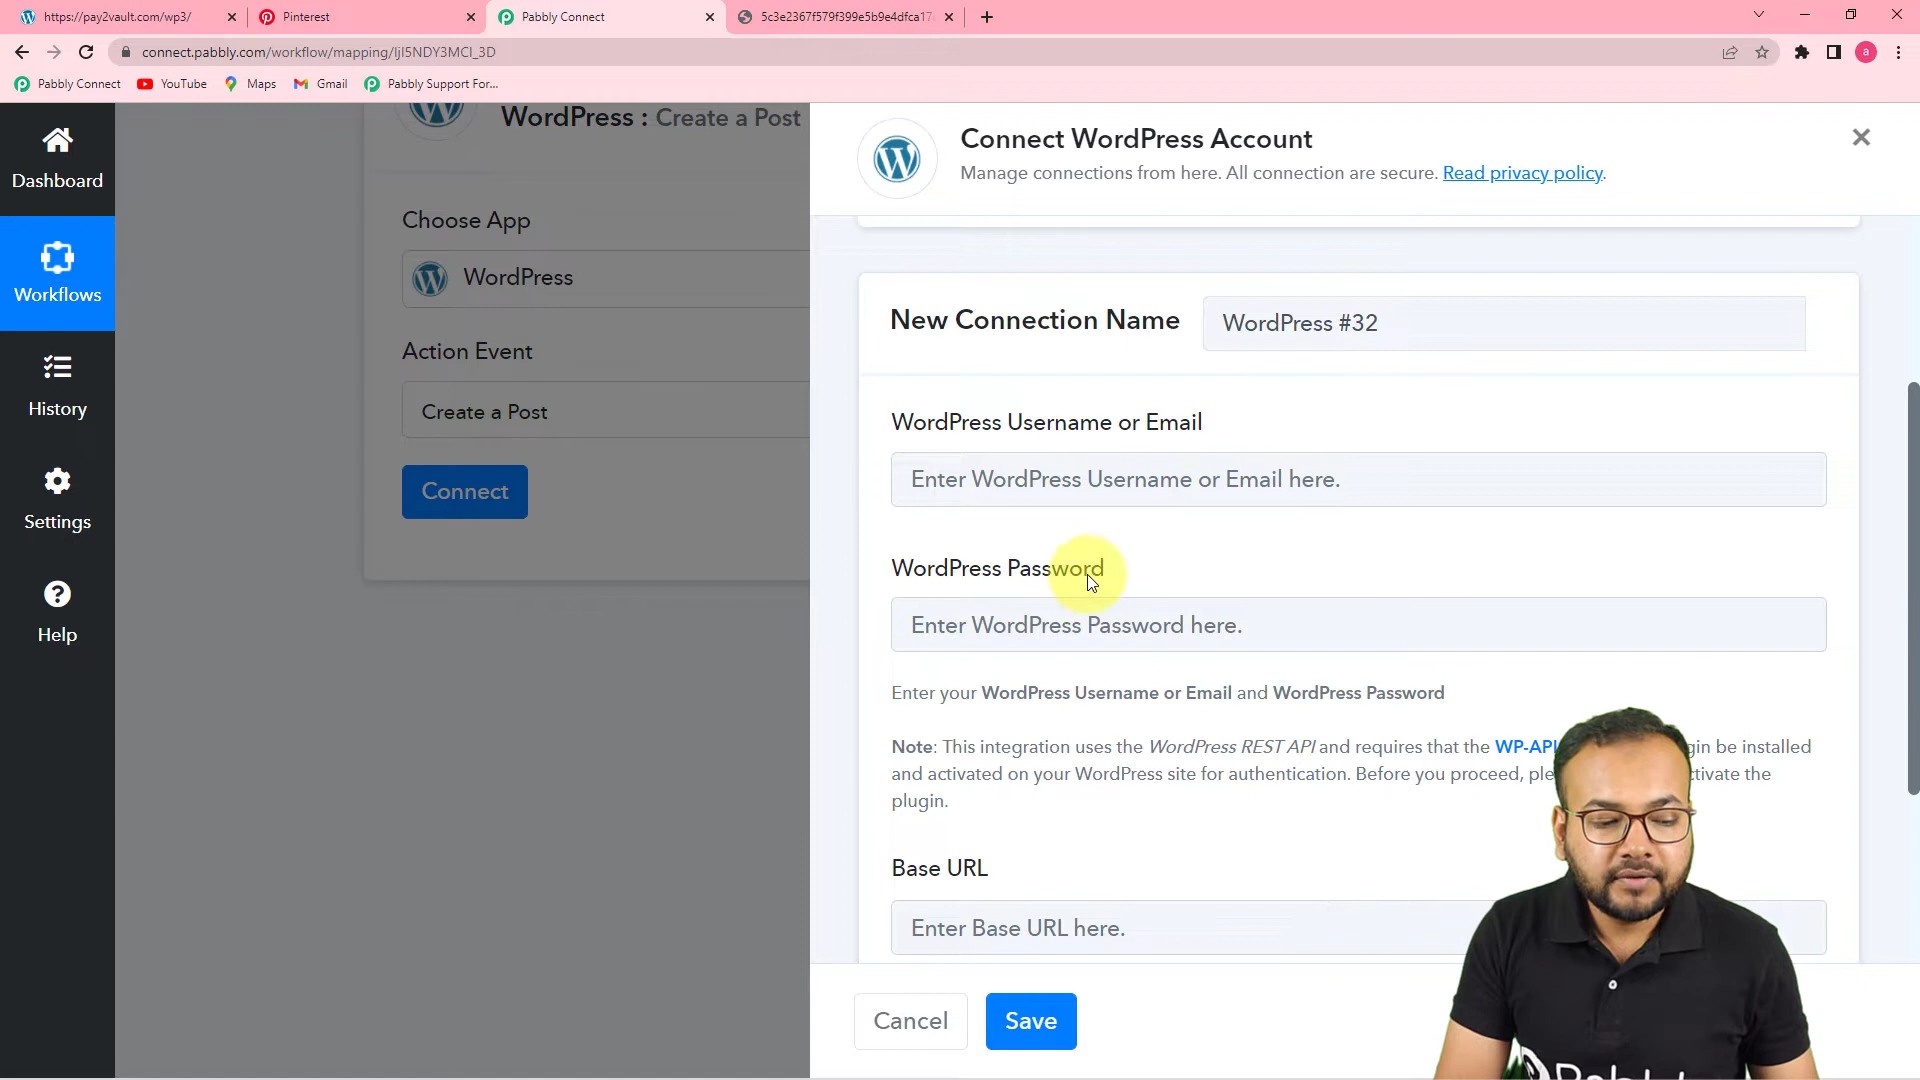 https://pay2vault.com/wp3/
Pinterest
Pabbly Connect
5c3e2367f579f399e5b9e4dfca17
connect.pabbly.com/workflow/mapping/
a
Pabbly Connect
YouTube
Maps
Gmail
Pabbly Support For...
Dashboard
Workflows
History
Settings
Help
WordPress : Create a Post
Choose App
WordPress
Action Event
Create a Post
Connect
Connect WordPress Account
Manage connections from here. All connection are secure. Read privacy policy.
New Connection Name
WordPress #32
WordPress Username or Email
Enter WordPress Username or Email here.
WordPress Password
Enter WordPress Password here.
Enter your WordPress Username or Email and WordPress Password
Note: This integration uses the WordPress REST API and requires that the WP-API be installed
and activated on your WordPress site for authentication. Before you proceed, the
plugin.
Base URL
Enter Base URL here.
Cancel
Save